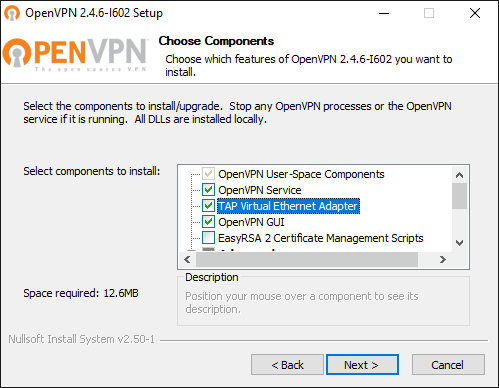 OpenVPN 2.4.6-I602 Setup
OPENVPN
The open source VPN
Choose Components
Choose which features of OpenVPN 2.4.6-I602 you want to
install.
Select the components to install/upgrade.  Stop any OpenVPN processes or the OpenVPN
service if it is running.  All DLLs are installed locally.
Select components to install:
OpenVPN User-Space Components
OpenVPN Service
TAP Virtual Ethernet Adapter
OpenVPN GUI
EasyRSA 2 Certificate Management Scripts
Space required: 12.6MB
Description
Position your mouse over a component to see its
description.
Nullsoft Install System v2.50-1
< Back
Next >
Cancel